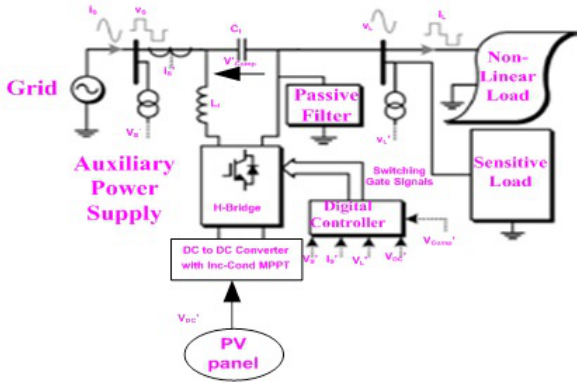 is
vs
vL
IL
C1
Grid
V'Comp
Is
Non-
Linear
Load
Lf
Passive
Filter
Vs'
vL'
Auxiliary
Power
Supply
Switching
Gate Signals
Sensitive
Load
H-Bridge
Digital
Controller
DC to DC Converter
with Inc-Cond MPPT
Vs' Is' VL' VDC' VComp'
VDC'
PV
panel